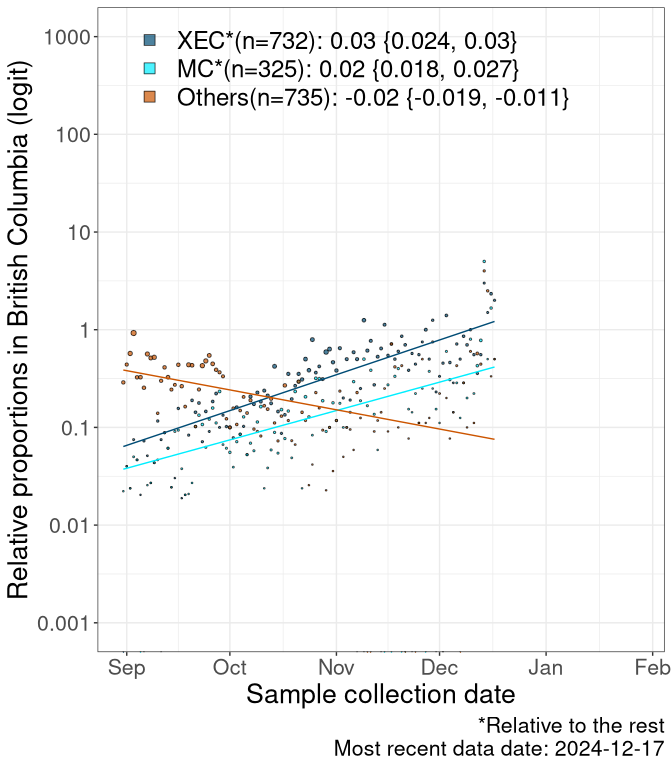 XEC*(n=732): 0.03 {0.024, 0.03}
MC*(n=325): 0.02 {0.018, 0.027}
Others(n=735): -0.02 {-0.019, -0.011}
Relative proportions in British Columbia (logit)
1000
100
10
1
0.1
0.01
0.001
Sep Oct Nov Dec Jan Feb
Sample collection date
*Relative to the rest
Most recent data date: 2024-12-17